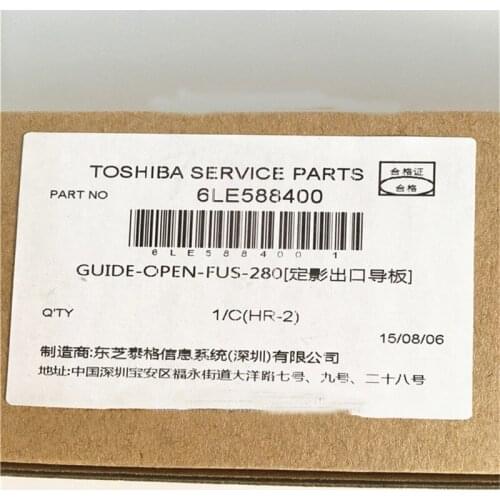 TOSHIBA SERVICE PARTS
合格证
合格
PART NO 6LE588400
6LE588400 1
GUIDE-OPEN-FUS-280[定影出口导板]
Q'TY 1/C(HR-2)
15/08/06
制造商:东芝泰格信息系统(深圳)有限公司
地址:中国深圳宝安区福永街道大洋路七号、九号、二十八号